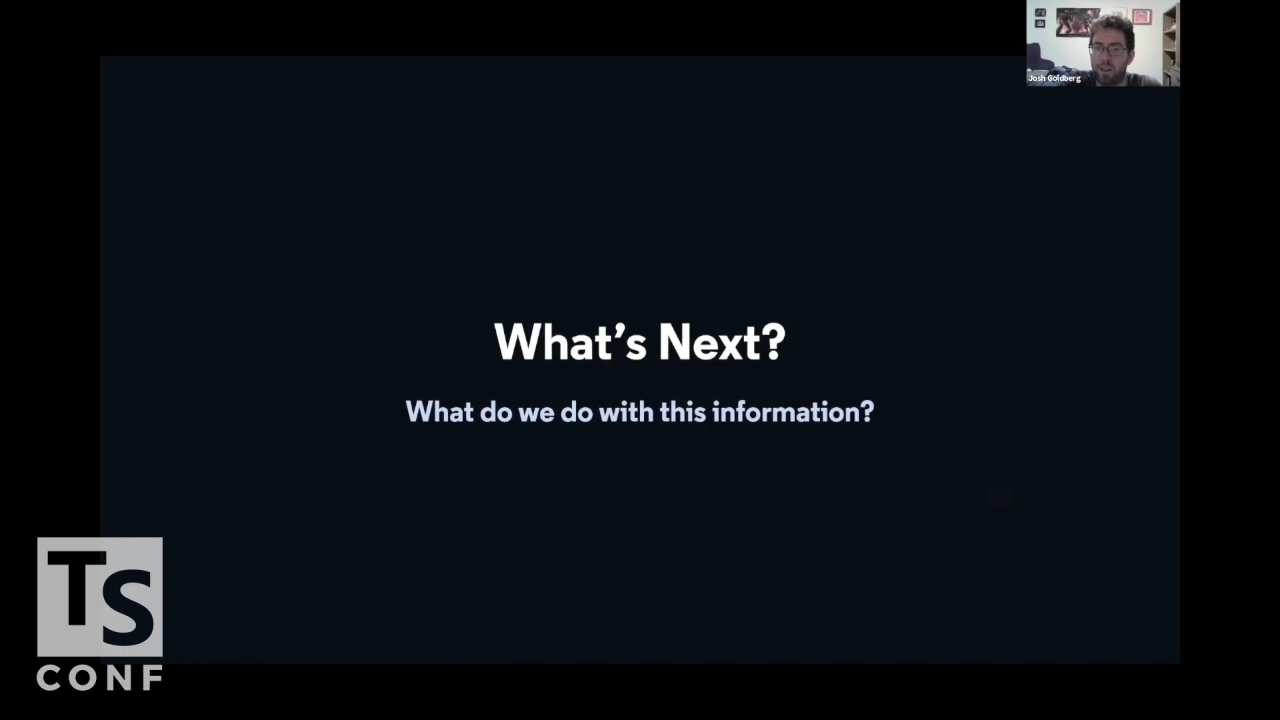 Josh Goldberg
What's Next?
What do we do with this information?
TS
CONF